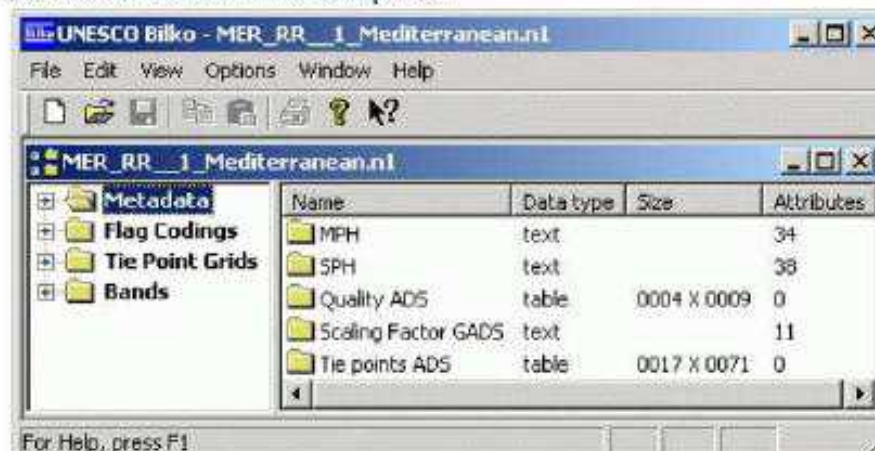 UNESCO Bilko - MER_RR__1_Mediterranean.n1
File Edit View Options Window Help
MER_RR__1_Mediterranean.n1
Metadata
Flag Codings
Tie Point Grids
Bands
Name Data type Size Attributes
MPH text 34
SPH text 38
Quality ADS table 0004 X 0009 0
Scaling Factor GADS text 11
Tie points ADS table 0017 X 0071 0
For Help, press F1